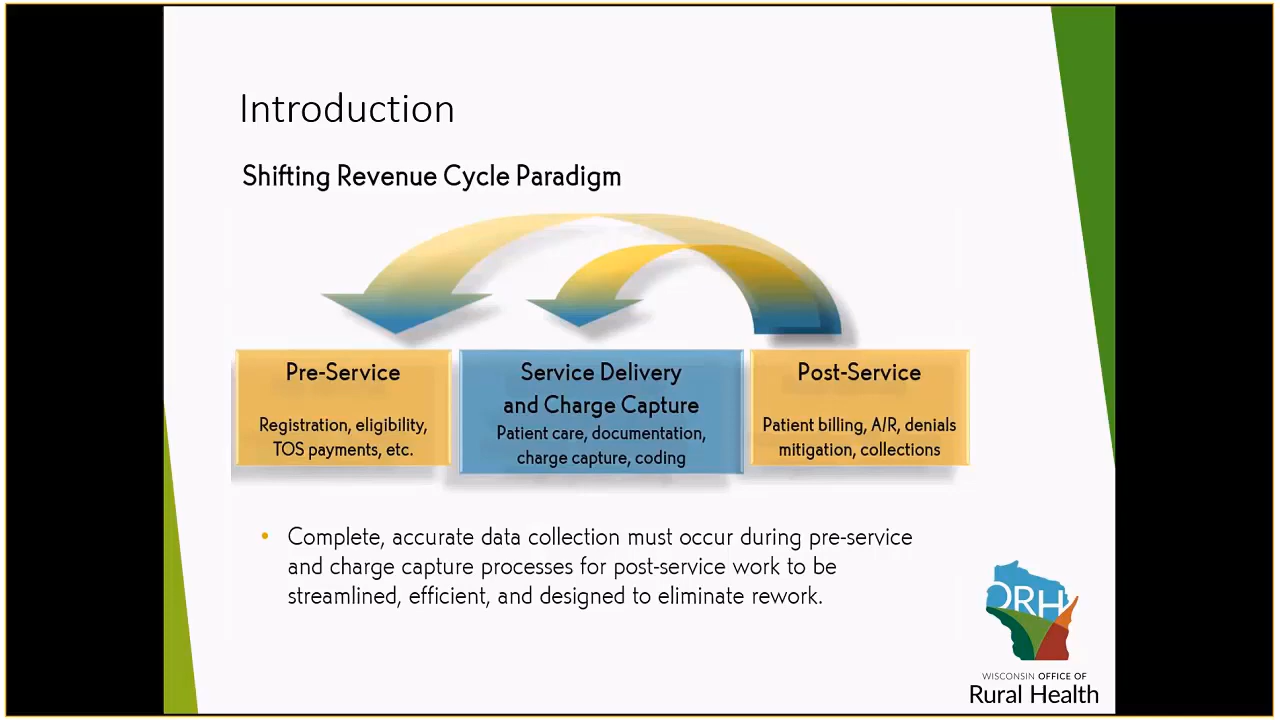 Introduction
Shifting Revenue Cycle Paradigm
Pre-Service
Registration, eligibility,
TOS payments, etc.
Service Delivery
and Charge Capture
Patient care, documentation,
charge capture, coding
Post-Service
Patient billing, A/R, denials
mitigation, collections
• Complete, accurate data collection must occur during pre-service
and charge capture processes for post-service work to be
streamlined, efficient, and designed to eliminate rework.
ORH
WISCONSIN OFFICE OF
Rural Health